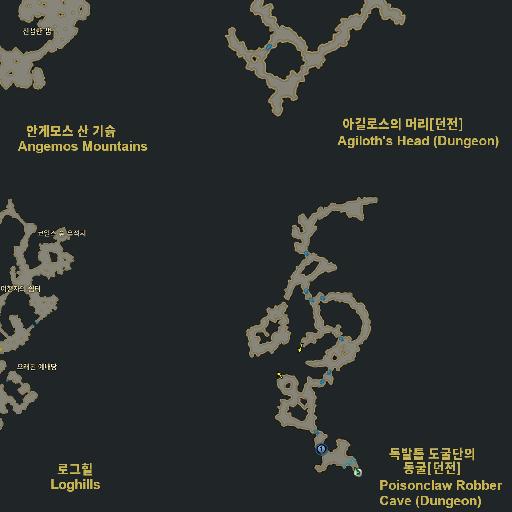 안게모스 산 기슭
Angemos Mountains
아길로스의 머리[던전]
Agiloth's Head (Dungeon)
로그힐
Loghills
독발톱 도굴단의
동굴[던전]
Poisonclaw Robber
Cave (Dungeon)